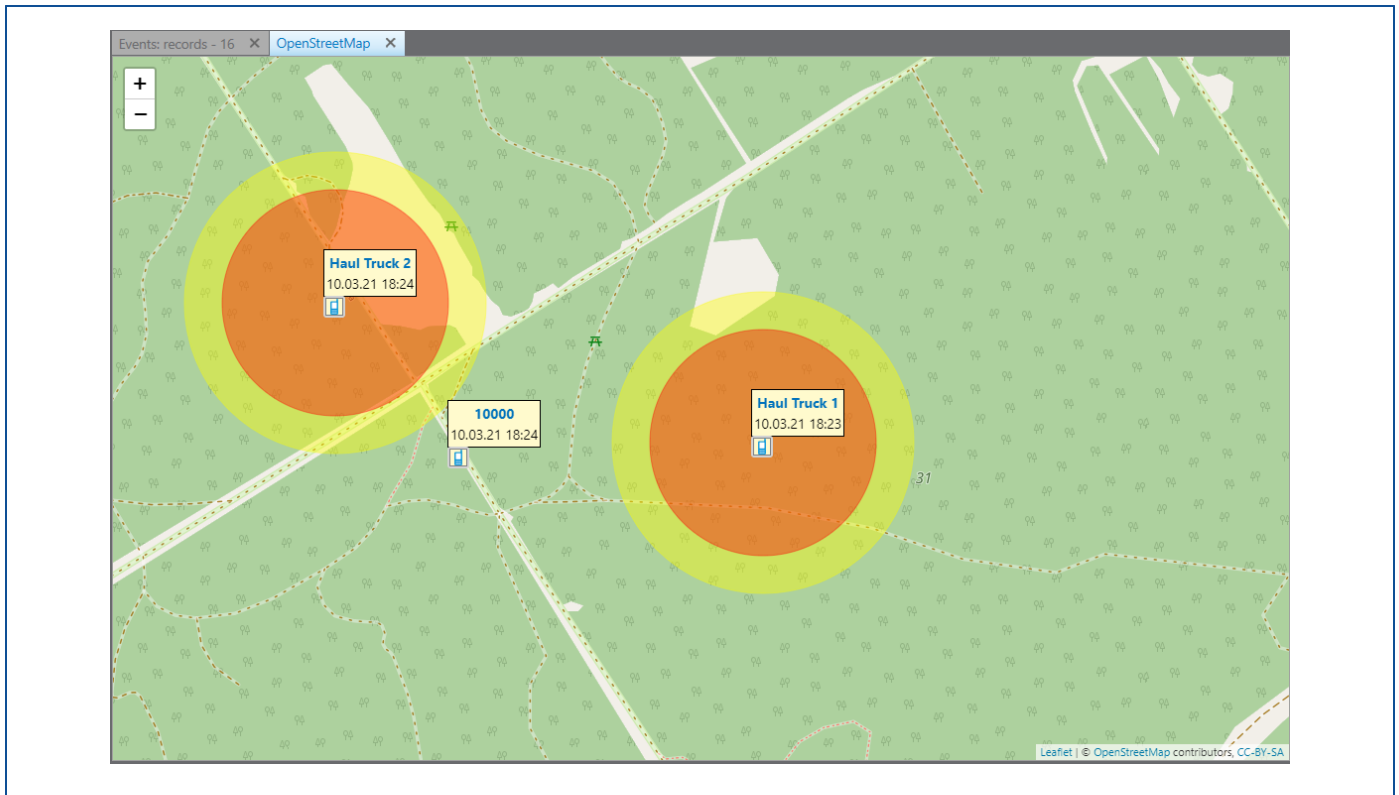 Events: records - 16 ✕ OpenStreetMap ✕
+
−
Haul Truck 2
10.03.21 18:24
10000
10.03.21 18:24
Haul Truck 1
10.03.21 18:23
31
Leaflet | © OpenStreetMap contributors, CC-BY-SA